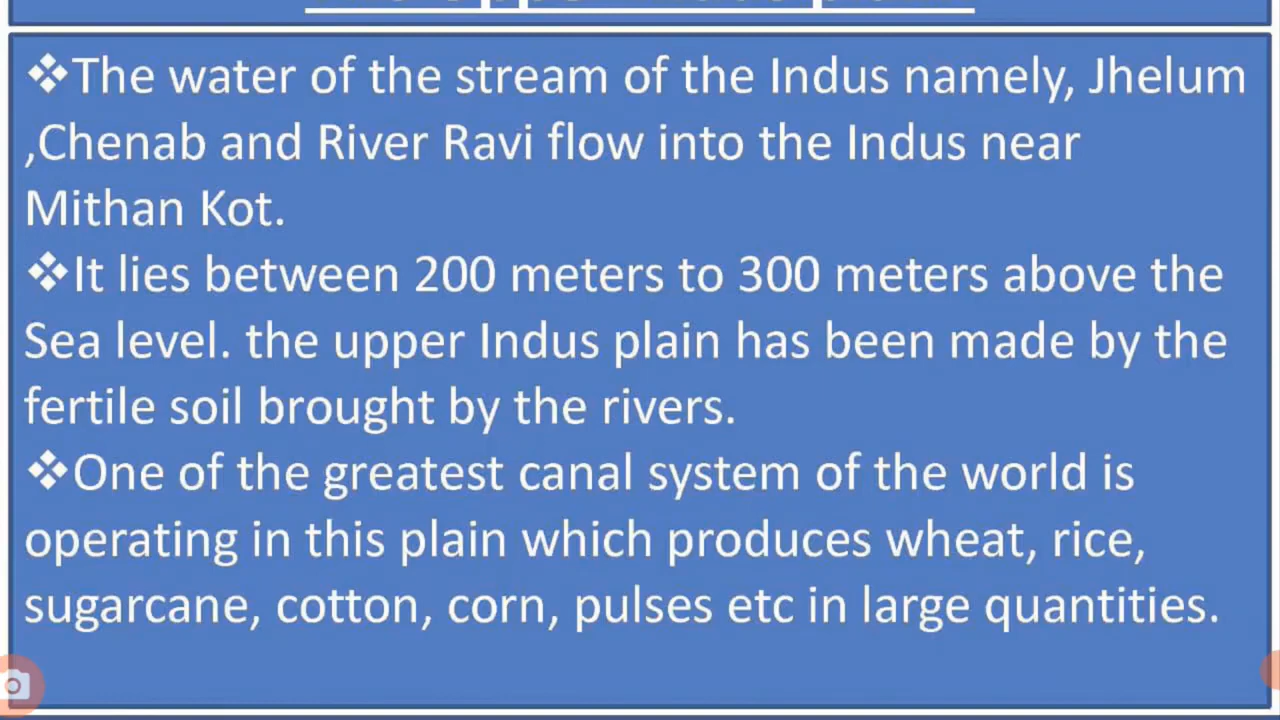 ❖The water of the stream of the Indus namely, Jhelum
,Chenab and River Ravi flow into the Indus near
Mithan Kot.
❖It lies between 200 meters to 300 meters above the
Sea level. the upper Indus plain has been made by the
fertile soil brought by the rivers.
❖One of the greatest canal system of the world is
operating in this plain which produces wheat, rice,
sugarcane, cotton, corn, pulses etc in large quantities.